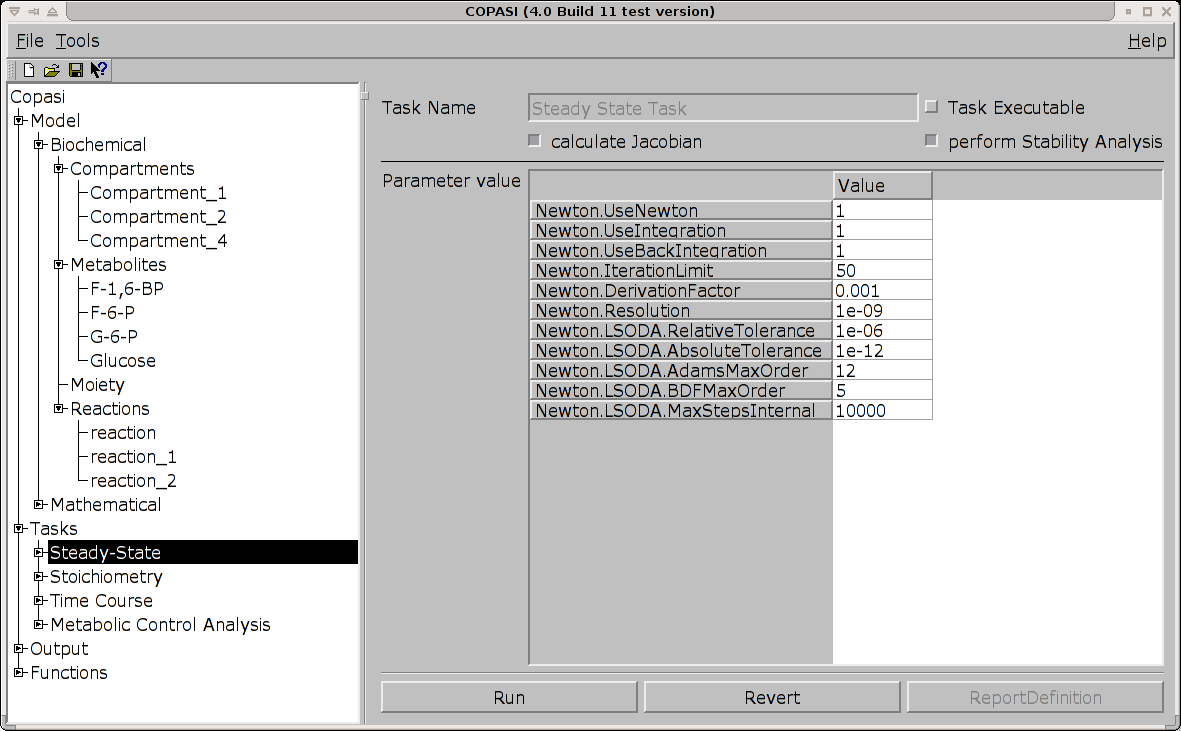 COPASI (4.0 Build 11 test version)
File Tools Help
Copasi
Model
Biochemical
Compartments
Compartment_1
Compartment_2
Compartment_4
Metabolites
F-1,6-BP
F-6-P
G-6-P
Glucose
Moiety
Reactions
reaction
reaction_1
reaction_2
Mathematical
Tasks
Steady-State
Stoichiometry
Time Course
Metabolic Control Analysis
Output
Functions
Task Name Steady State Task Task Executable
calculate Jacobian perform Stability Analysis
Parameter value Value
Newton.UseNewton 1
Newton.UseIntegration 1
Newton.UseBackIntegration 1
Newton.IterationLimit 50
Newton.DerivationFactor 0.001
Newton.Resolution 1e-09
Newton.LSODA.RelativeTolerance 1e-06
Newton.LSODA.AbsoluteTolerance 1e-12
Newton.LSODA.AdamsMaxOrder 12
Newton.LSODA.BDFMaxOrder 5
Newton.LSODA.MaxStepsInternal 10000
Run Revert ReportDefinition